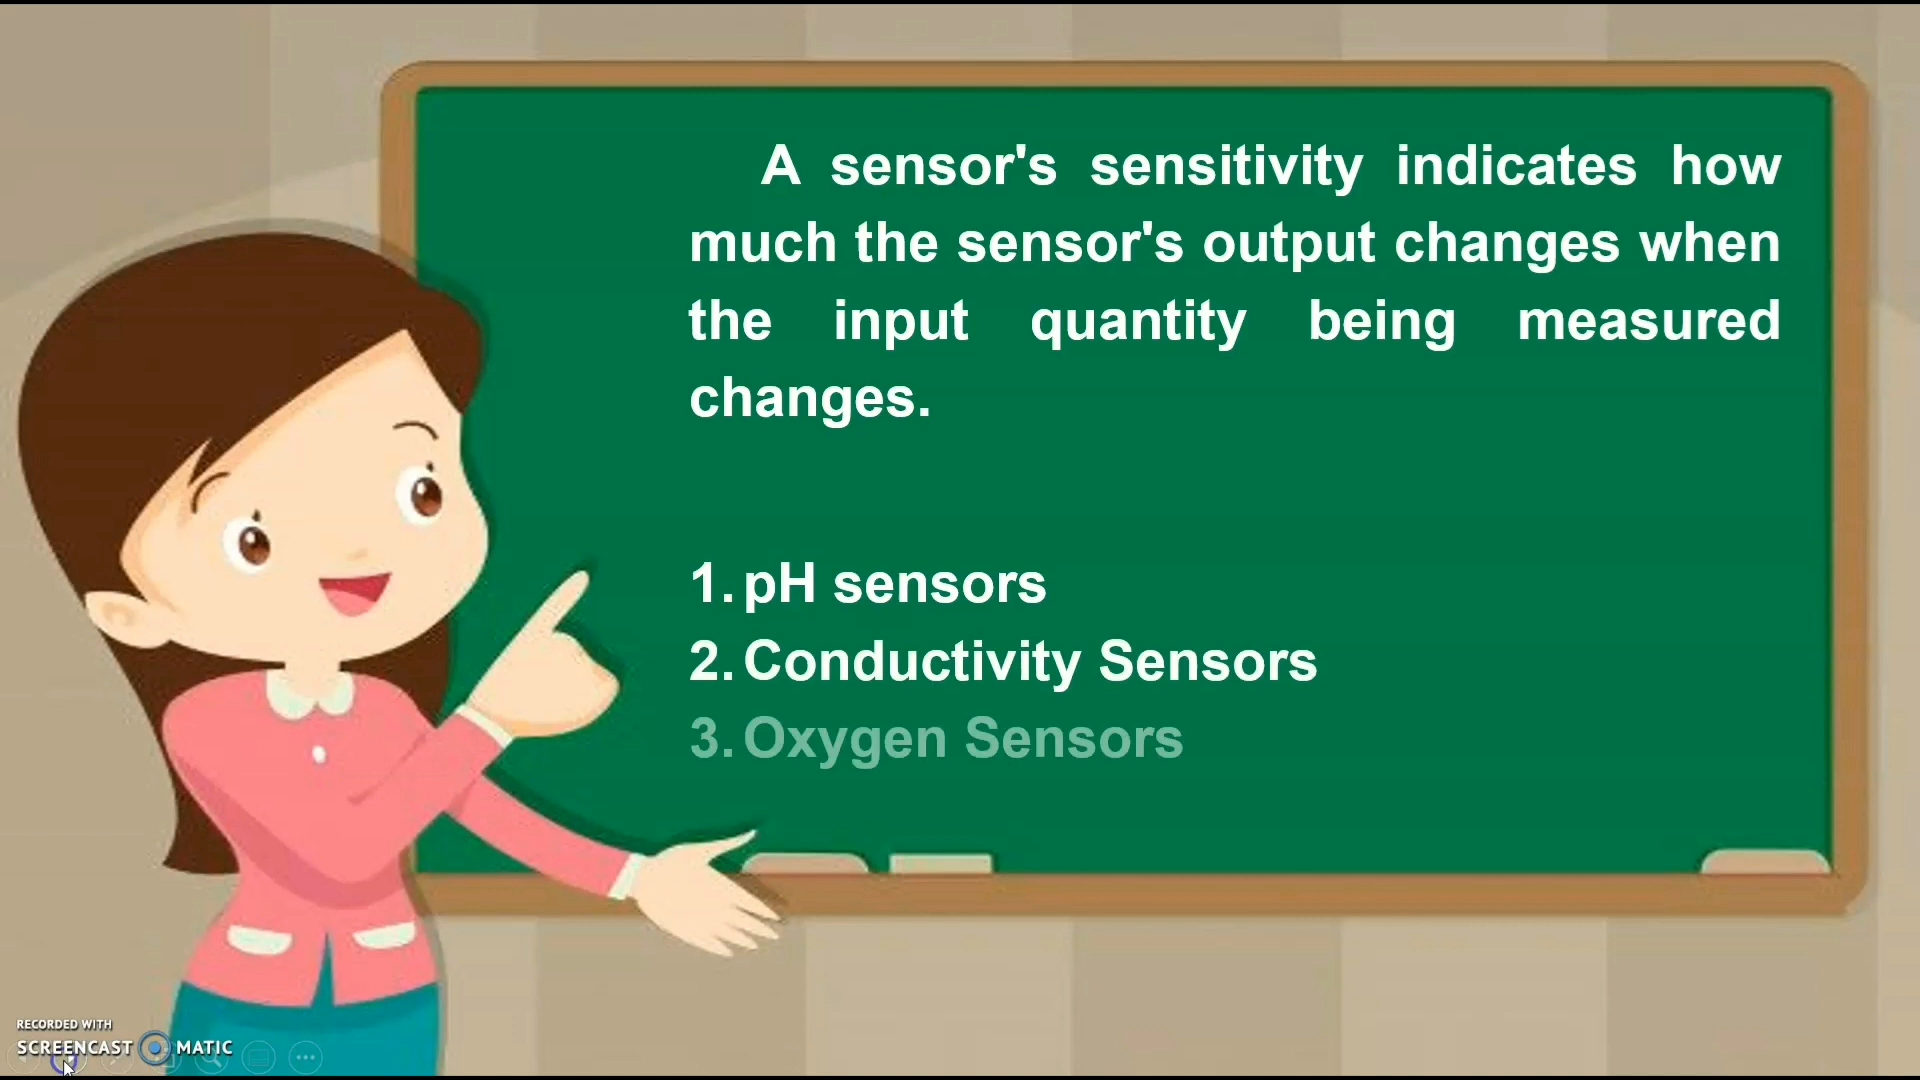 A sensor's sensitivity indicates how
much the sensor's output changes when
the input quantity being measured
changes.
1. pH sensors
2. Conductivity Sensors
3. Oxygen Sensors
RECORDED WITH
SCREENCAST MATIC